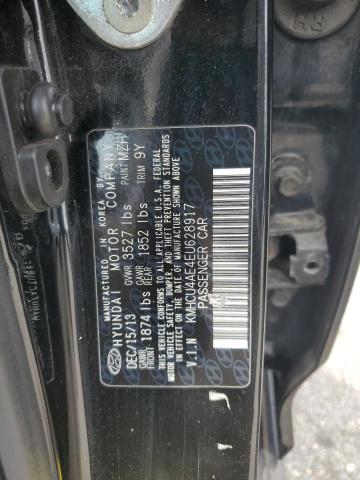 MANUFACTURED IN KOREA BY
HYUNDAI MOTOR COMPANY
DEC/15/13 GVWR 3527 lbs PAINT MZH
GAWR FRONT 1874 lbs GAWR REAR 1852 lbs TRIM 9Y
THIS VEHICLE CONFORMS TO ALL APPLICABLE U.S.A. FEDERAL
MOTOR VEHICLE SAFETY, BUMPER, AND THEFT PREVENTION STANDARDS
IN EFFECT ON THE DATE OF MANUFACTURE SHOWN ABOVE.
V.I.N KMHCU4AE4EU628917
PASSENGER CAR
RH